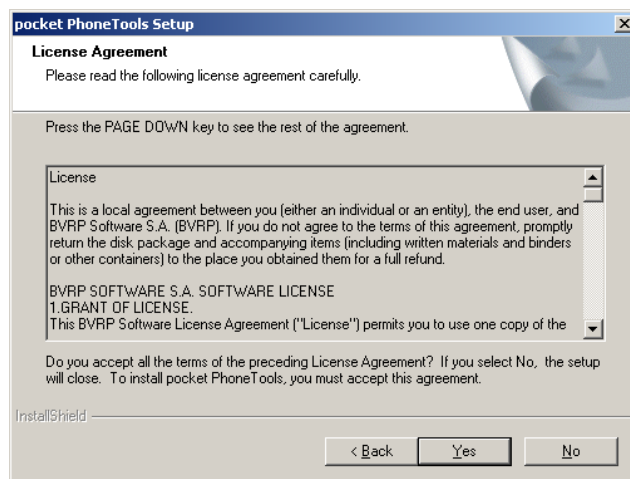 pocket PhoneTools Setup
License Agreement
Please read the following license agreement carefully.
Press the PAGE DOWN key to see the rest of the agreement.
License
This is a local agreement between you (either an individual or an entity), the end user, and
BVRP Software S.A. (BVRP). If you do not agree to the terms of this agreement, promptly
return the disk package and accompanying items (including written materials and binders
or other containers) to the place you obtained them for a full refund.
BVRP SOFTWARE S.A. SOFTWARE LICENSE
1.GRANT OF LICENSE.
This BVRP Software License Agreement ("License") permits you to use one copy of the
Do you accept all the terms of the preceding License Agreement? If you select No, the setup
will close. To install pocket PhoneTools, you must accept this agreement.
InstallShield
< Back Yes No